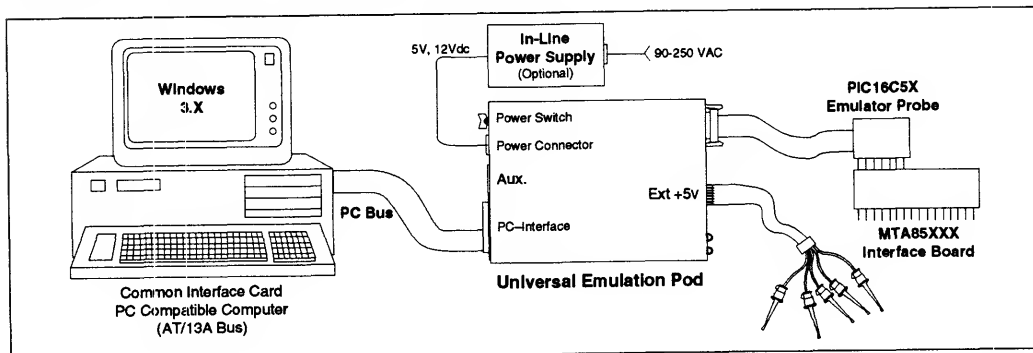 Windows
3.X
5V, 12Vdc
In-Line
Power Supply
(Optional)
90-250 VAC
Power Switch
Power Connector
Aux.
PC-Interface
Ext +5v
PC Bus
PIC16C5X
Emulator Probe
MTA85XXX
Interface Board
Universal Emulation Pod
Common Interface Card
PC Compatible Computer
(AT/13A Bus)